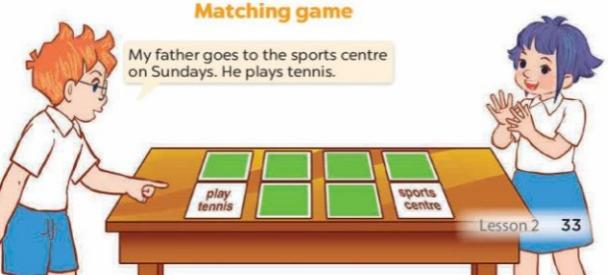 Matching game
My father goes to the sports centre
on Sundays. He plays tennis.
play
tennis
sports
centre
Lesson 2 33